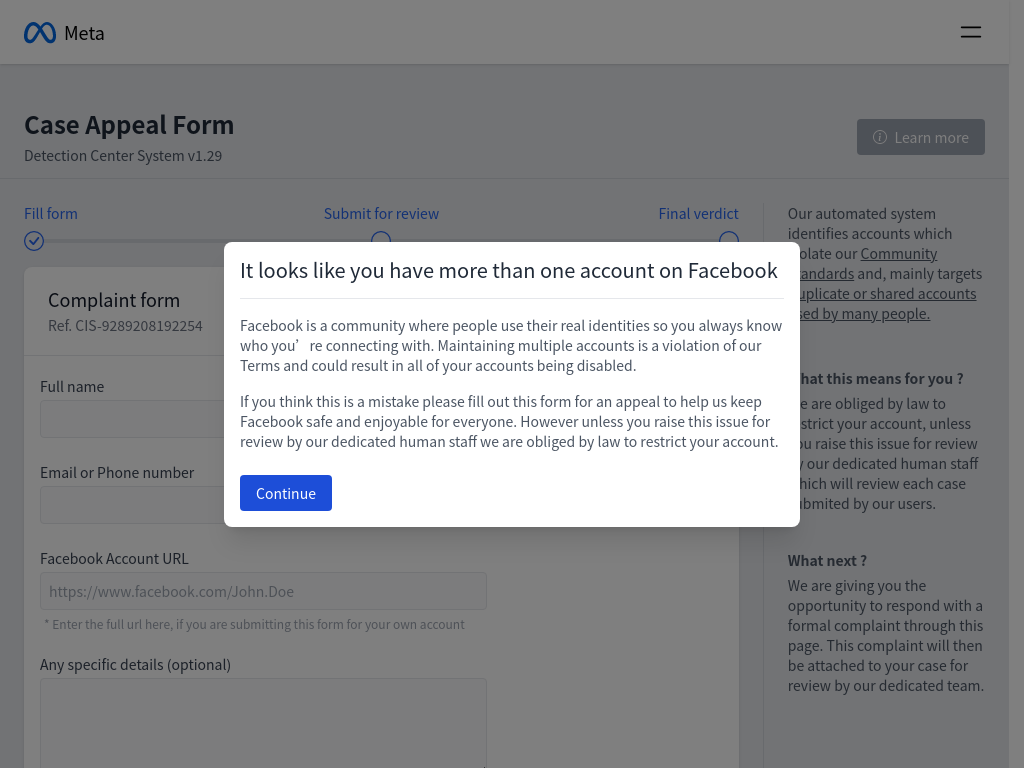 Meta
Case Appeal Form
Detection Center System v1.29
Learn more
Fill form
Submit for review
Final verdict
Complaint form
Ref. CIS-9289208192254
Full name
Email or Phone number
Facebook Account URL
https://www.facebook.com/John.Doe
* Enter the full url here, if you are submitting this form for your own account
Any specific details (optional)
It looks like you have more than one account on Facebook
Facebook is a community where people use their real identities so you always know
who you’re connecting with. Maintaining multiple accounts is a violation of our
Terms and could result in all of your accounts being disabled.
If you think this is a mistake please fill out this form for an appeal to help us keep
Facebook safe and enjoyable for everyone. However unless you raise this issue for
review by our dedicated human staff we are obliged by law to restrict your account.
Continue
Our automated system
identifies accounts which
olate our Community
andards and, mainly targets
uplicate or shared accounts
sed by many people.
hat this means for you ?
e are obliged by law to
strict your account, unless
ou raise this issue for review
y our dedicated human staff
hich will review each case
ubmited by our users.
What next ?
We are giving you the
opportunity to respond with a
formal complaint through this
page. This complaint will then
be attached to your case for
review by our dedicated team.